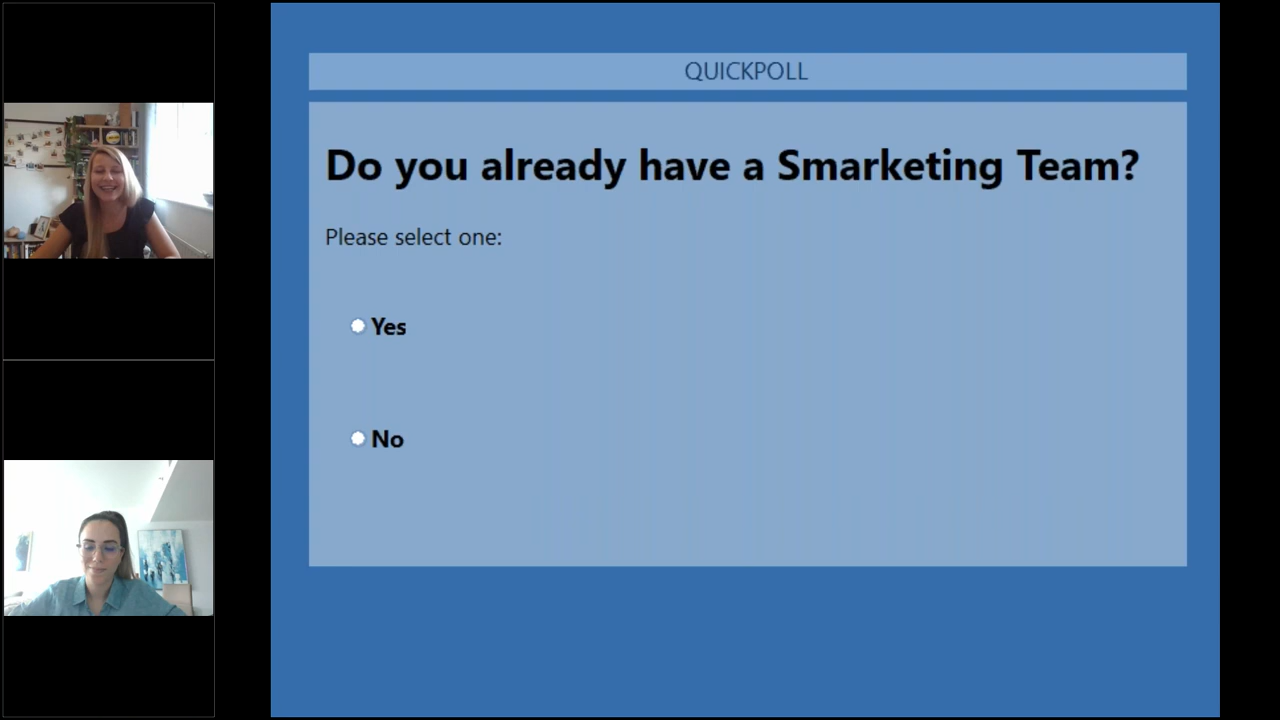 QUICKPOLL
Do you already have a Smarketing Team?
Please select one:
Yes
No